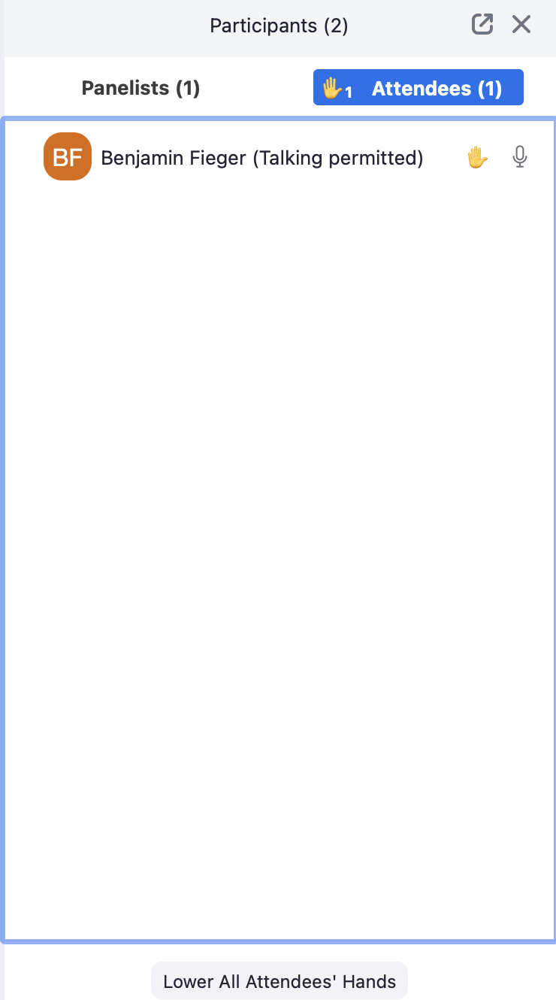 Participants (2)
Panelists (1)
1 Attendees (1)
BF Benjamin Fieger (Talking permitted)
Lower All Attendees' Hands